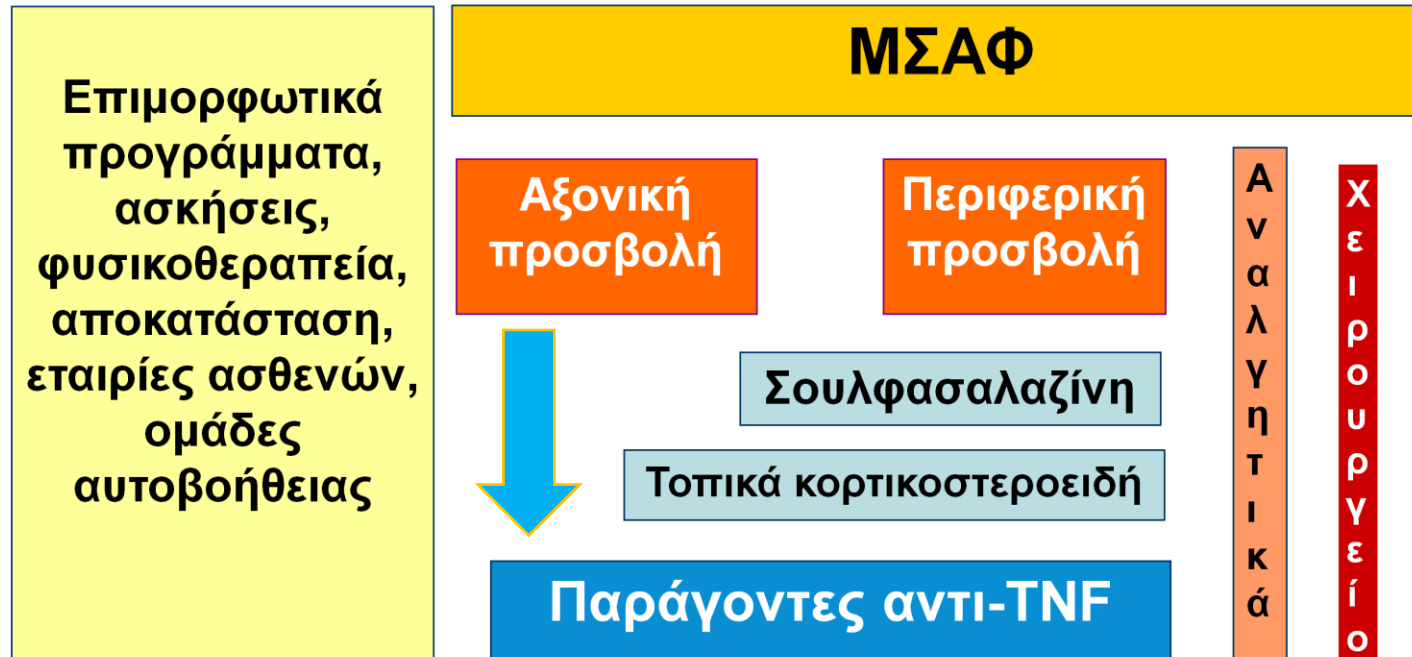 Επιμορφωτικά
προγράμματα,
ασκήσεις,
φυσικοθεραπεία,
αποκατάσταση,
εταιρίες ασθενών,
ομάδες
αυτοβοήθειας
ΜΣΑΦ
Αξονική
προσβολή
Περιφερική
προσβολή
Σουλφασαλαζίνη
Τοπικά κορτικοστεροειδή
Παράγοντες αντι-TNF
Αναλγητικά
Χειρουργείο